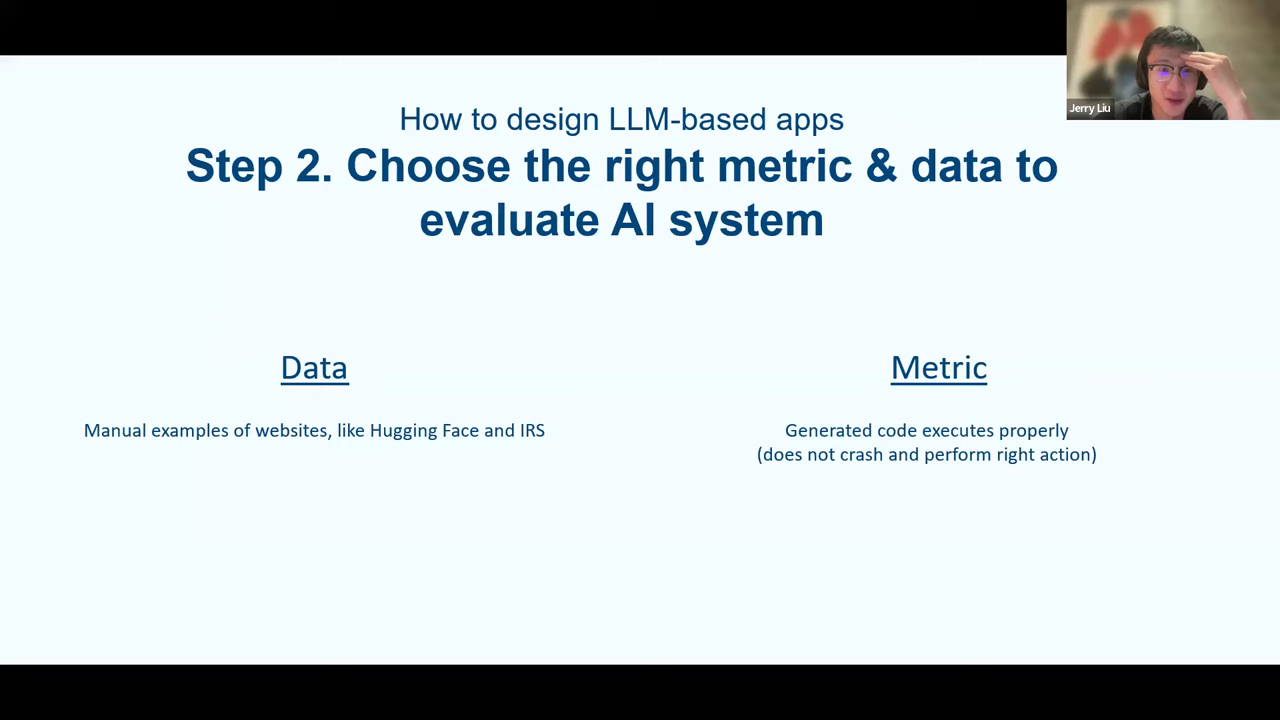 Jerry Liu
How to design LLM-based apps
Step 2. Choose the right metric & data to
evaluate AI system
Data
Manual examples of websites, like Hugging Face and IRS
Metric
Generated code executes properly
(does not crash and perform right action)